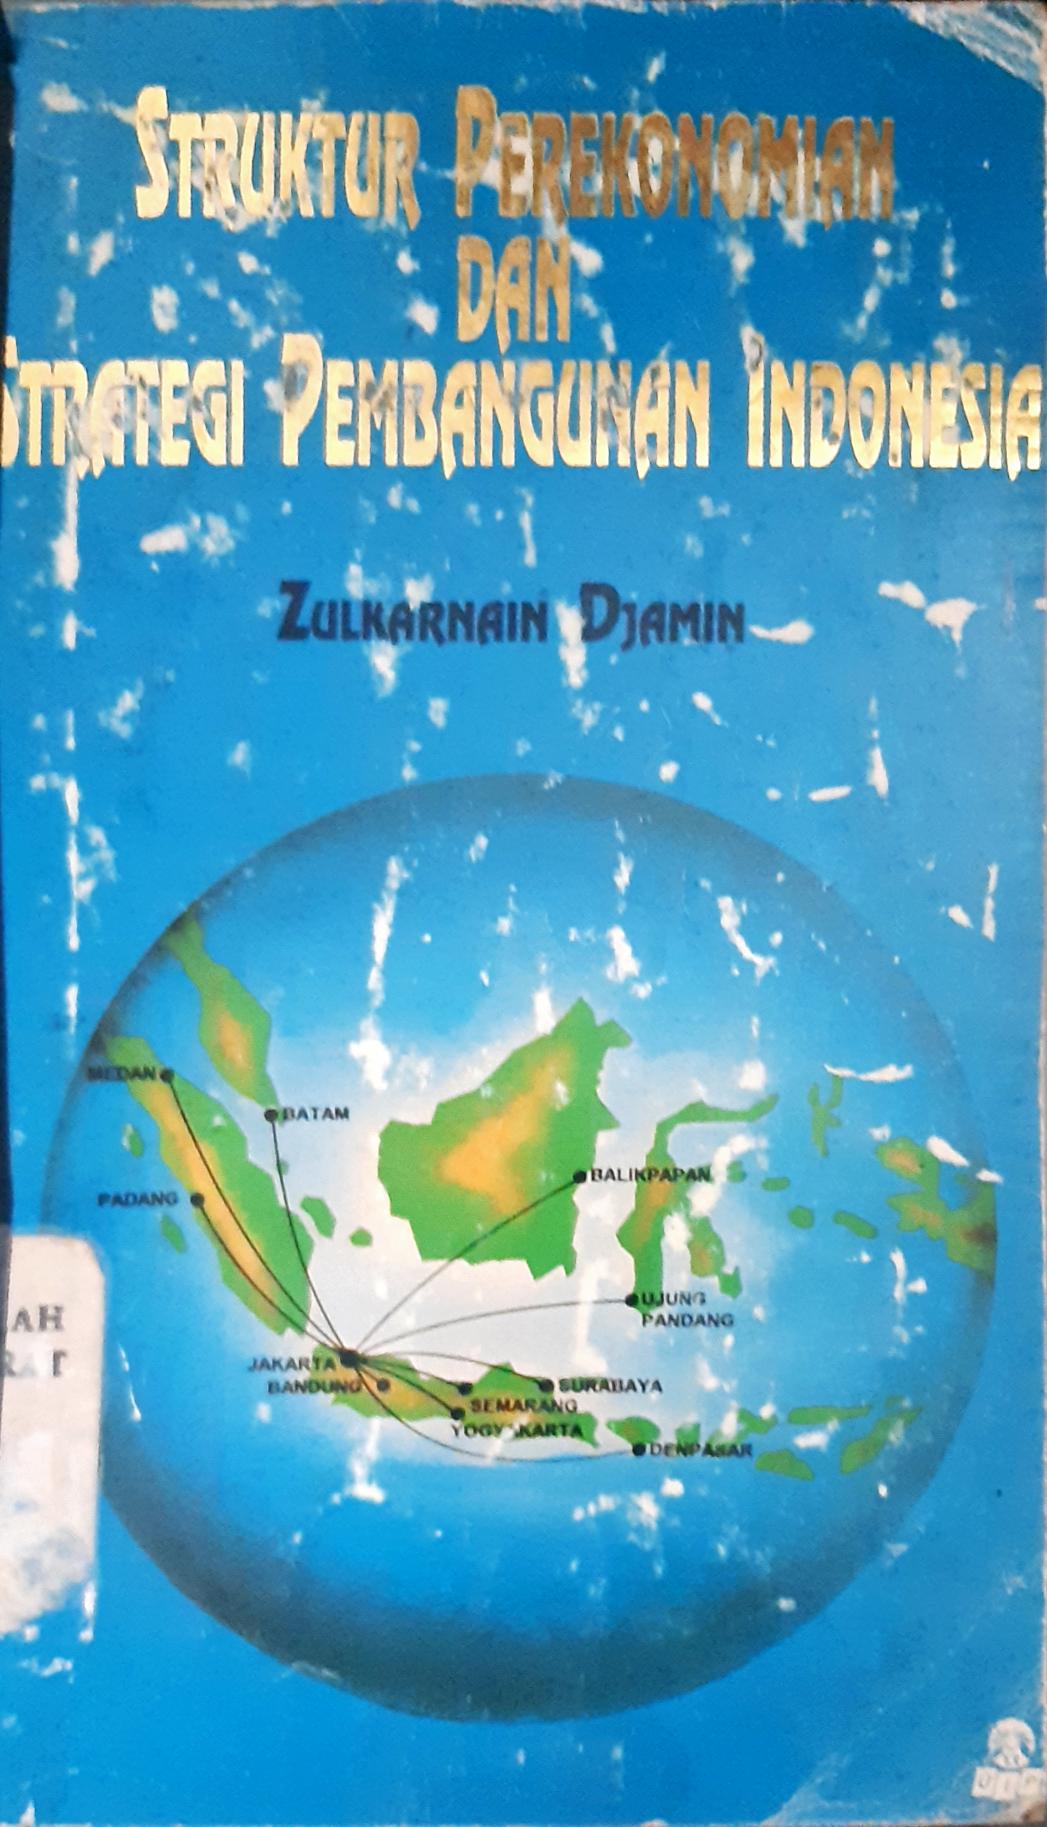 STRUKTUR PEREKONOMIAN
DAN
STRATEGI PEMBANGUNAN INDONESIA
ZULKARNAIN DJAMIN
MEDAN
BATAM
PADANG
BALIKPAPAN
UJUNG
PANDANG
JAKARTA
BANDUNG
SURABAYA
SEMARANG
YOGYAKARTA
DENPASAR
AH